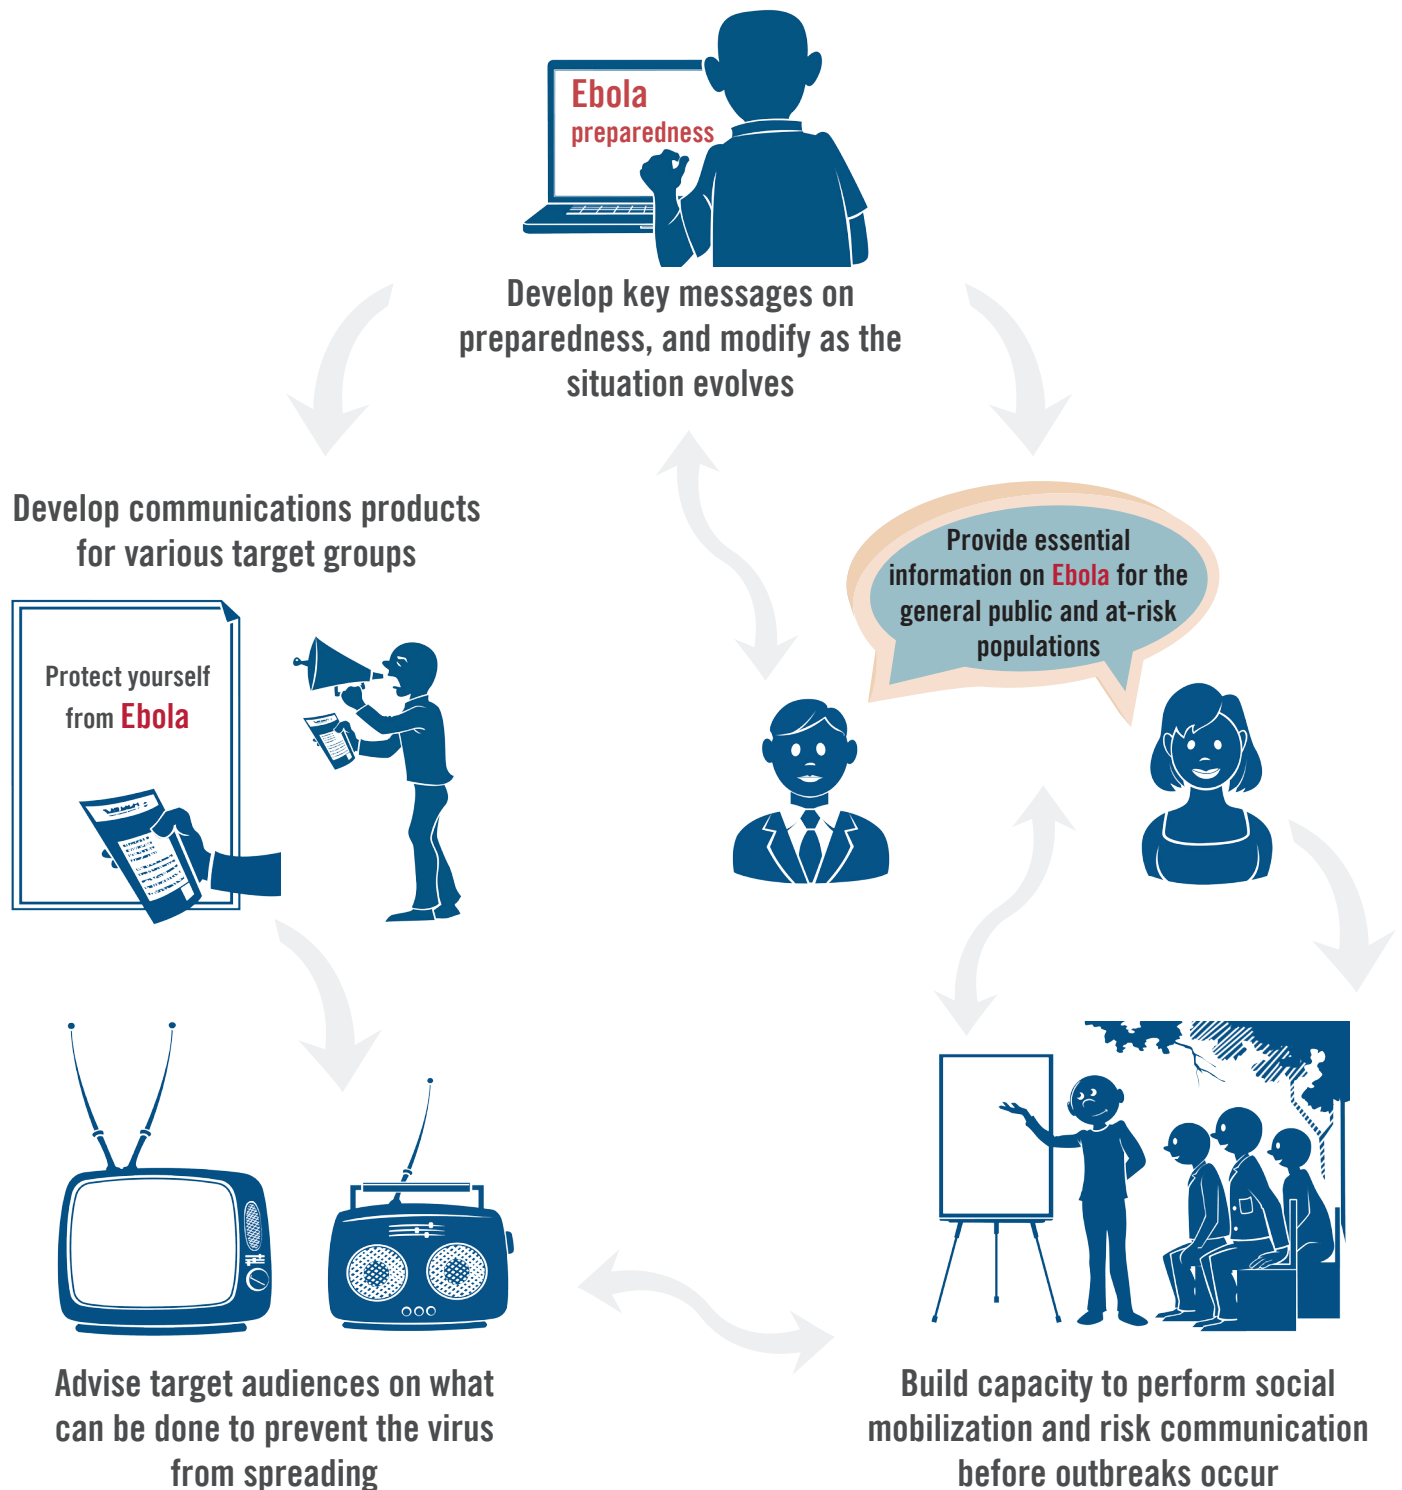 Ebola
preparedness
Develop key messages on
preparedness, and modify as the
situation evolves
Develop communications products
for various target groups
Protect yourself
from Ebola
Provide essential
information on Ebola for the
general public and at-risk
populations
Advise target audiences on what
can be done to prevent the virus
from spreading
Build capacity to perform social
mobilization and risk communication
before outbreaks occur